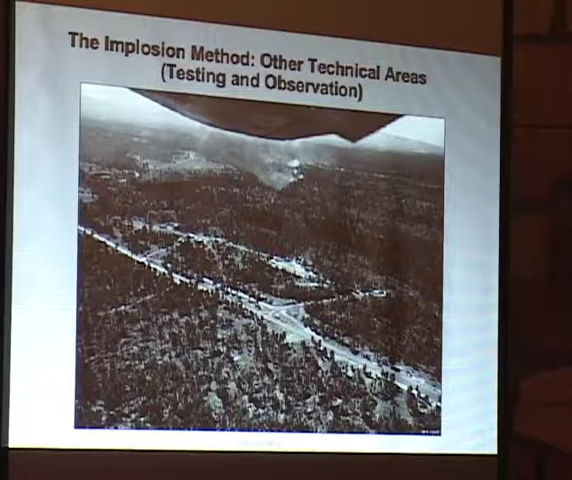 The Implosion Method: Other Technical Areas
(Testing and Observation)